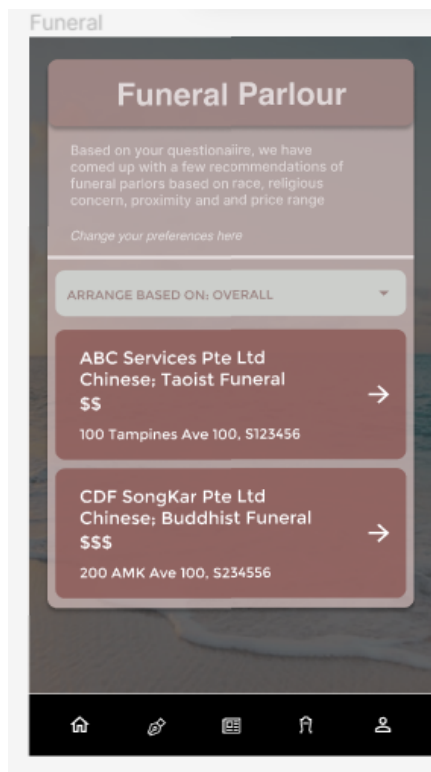 Funeral
Funeral Parlour
Based on your questionaiire, we have
comed up with a few recommendations of
funeral parlors based on race, religious
concern, proximity and and price range
Change your preferences here
ARRANGE BASED ON: OVERALL
ABC Services Pte Ltd
Chinese; Taoist Funeral
$$
100 Tampines Ave 100, S123456
CDF SongKar Pte Ltd
Chinese; Buddhist Funeral
$$$
200 AMK Ave 100, S234556